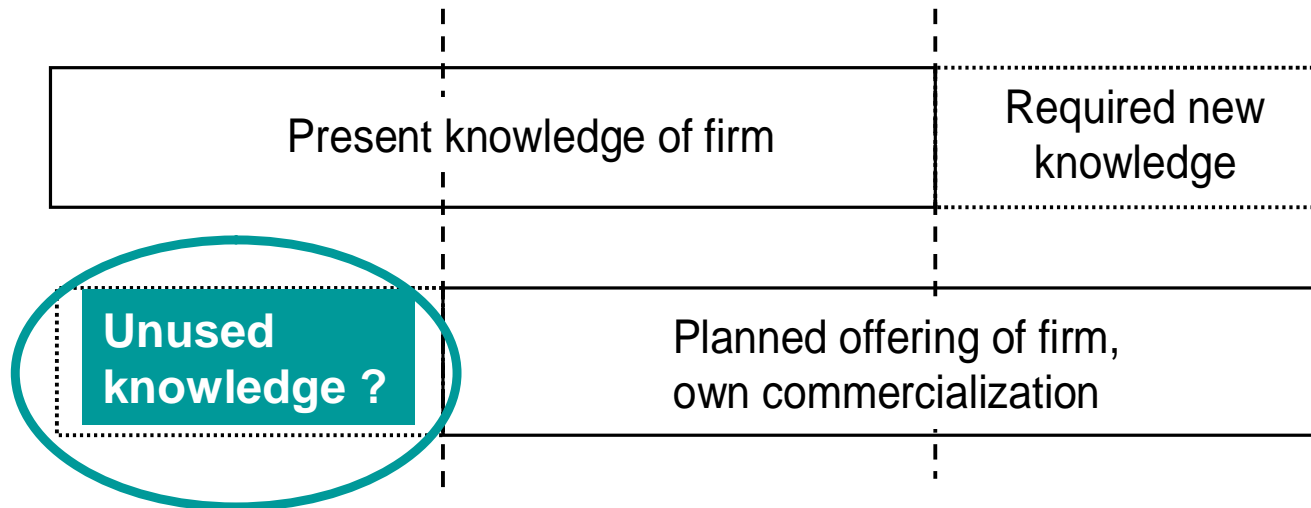 Present knowledge of firm
Required new
knowledge
Unused
knowledge ?
Planned offering of firm,
own commercialization